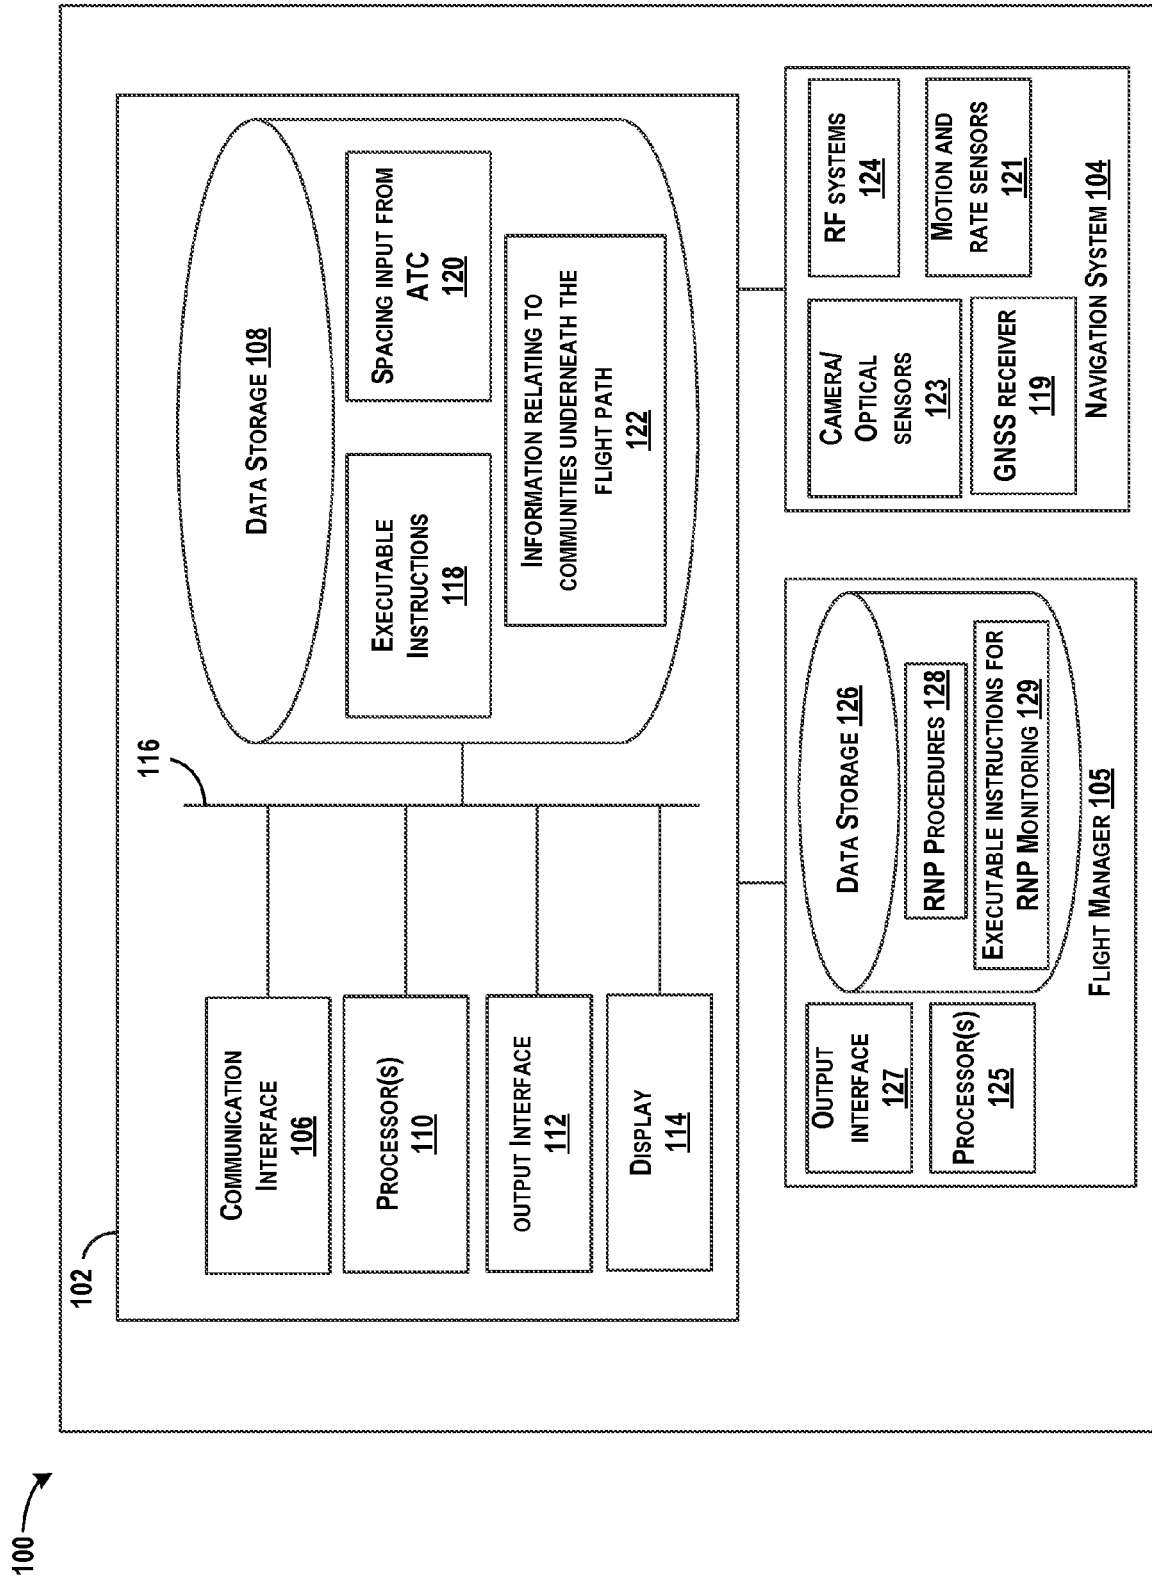 100
102
116
COMMUNICATION
INTERFACE
106
PROCESSOR(S)
110
OUTPUT INTERFACE
112
DISPLAY
114
DATA STORAGE 108
EXECUTABLE
INSTRUCTIONS
118
SPACING INPUT FROM
ATC
120
INFORMATION RELATING TO
COMMUNITIES UNDERNEATH THE
FLIGHT PATH
122
OUTPUT
INTERFACE
127
PROCESSOR(S)
125
DATA STORAGE 126
RNP PROCEDURES 128
EXECUTABLE INSTRUCTIONS FOR
RNP MONITORING 129
FLIGHT MANAGER 105
CAMERA/
OPTICAL
SENSORS
123
RF SYSTEMS
124
GNSS RECEIVER
119
MOTION AND
RATE SENSORS
121
NAVIGATION SYSTEM 104